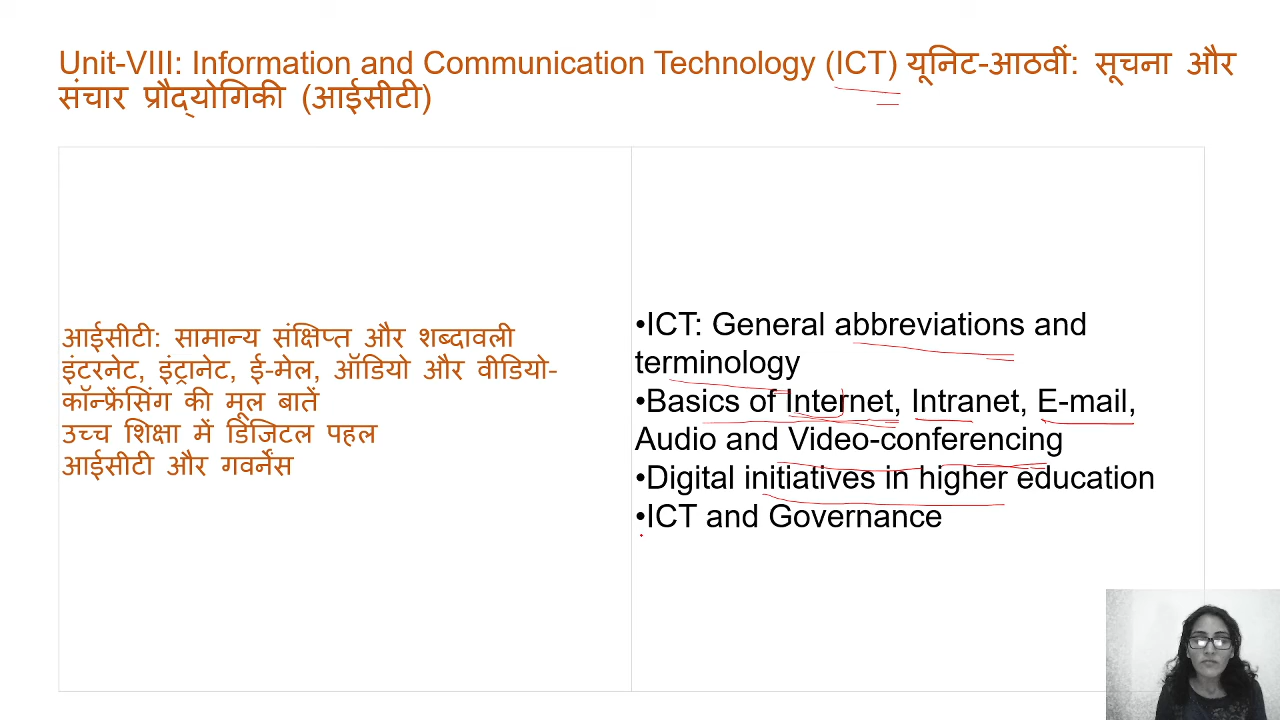 Unit-VIII: Information and Communication Technology (ICT) यूनिट-आठवीं: सूचना और
संचार प्रौद्योगिकी (आईसीटी)
आईसीटी: सामान्य संक्षिप्त और शब्दावली
इंटरनेट, इंट्रानेट, ई-मेल, ऑडियो और वीडियो-
कॉन्फ्रेंसिंग की मूल बातें
उच्च शिक्षा में डिजिटल पहल
आईसीटी और गवर्नेंस
•ICT: General abbreviations and
terminology
•Basics of Internet, Intranet, E-mail,
Audio and Video-conferencing
•Digital initiatives in higher education
•ICT and Governance